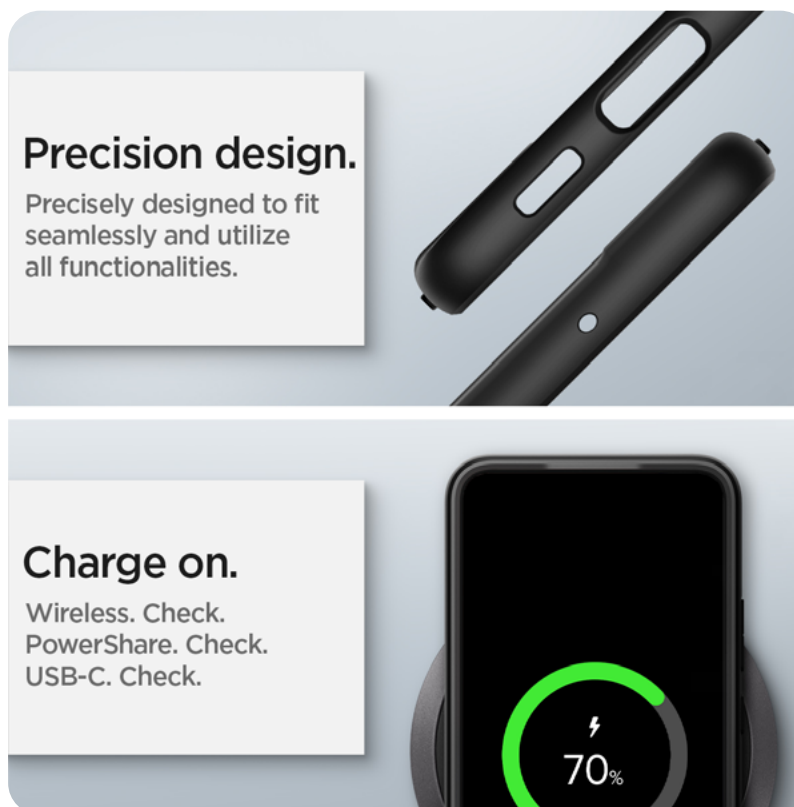 Precision design.
Precisely designed to fit
seamlessly and utilize
all functionalities.
Charge on.
Wireless. Check.
PowerShare. Check.
USB-C. Check.
70%